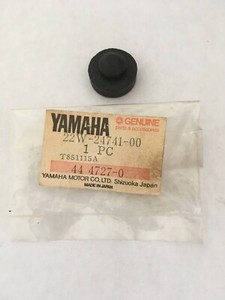 YAMAHA
GENUINE
parts & accessories
22W-24741-00
1 PC
T851115A
44 4727-0
YAMAHA MOTOR CO., LTD. Shizuoka Japan
MADE IN JAPAN